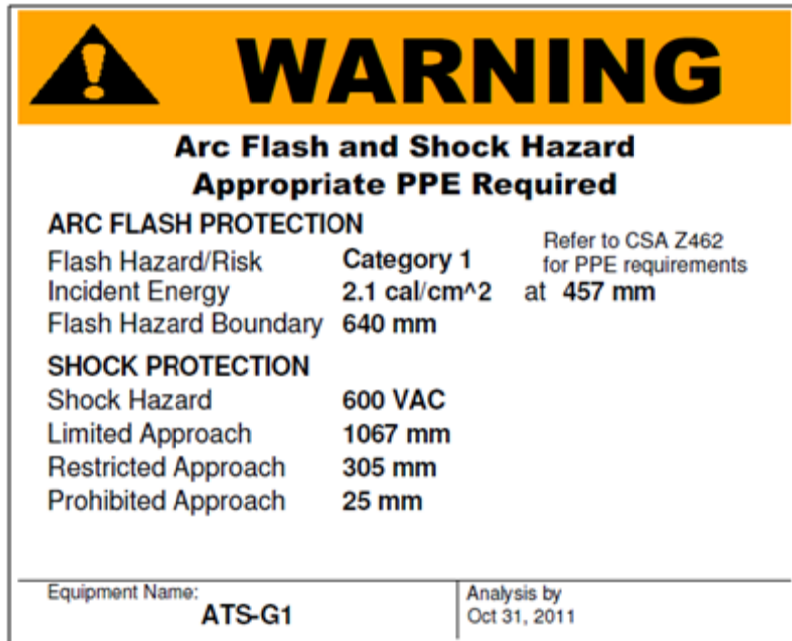 WARNING
Arc Flash and Shock Hazard
Appropriate PPE Required
ARC FLASH PROTECTION
Flash Hazard/Risk Category 1 Refer to CSA Z462
for PPE requirements
Incident Energy 2.1 cal/cm^2 at 457 mm
Flash Hazard Boundary 640 mm
SHOCK PROTECTION
Shock Hazard 600 VAC
Limited Approach 1067 mm
Restricted Approach 305 mm
Prohibited Approach 25 mm
Equipment Name: ATS-G1
Analysis by
Oct 31, 2011